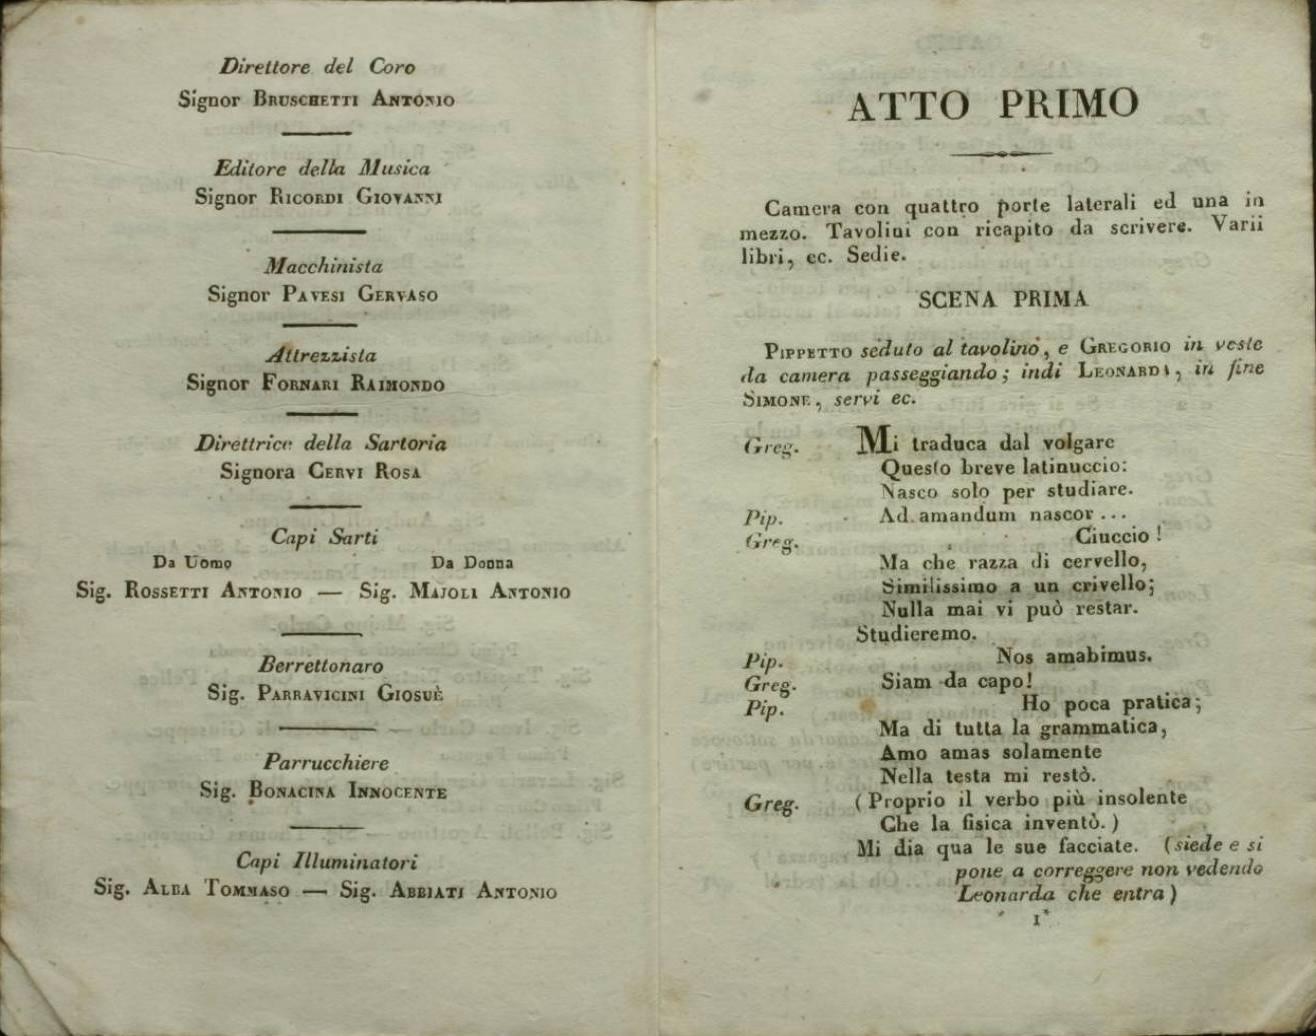 Direttore del Coro
Signor Bruschetti Antonio
Editore della Musica
Signor Ricordi Giovanni
Macchinista
Signor Pavesi Gervaso
Attrezzista
Signor Fornari Raimondo
Direttrice della Sartoria
Signora Cervi Rosa
Capi Sarti
Da Uomo Da Donna
Sig. Rossetti Antonio — Sig. Majoli Antonio
Berrettonaro
Sig. Parravicini Giosuè
Parrucchiere
Sig. Bonacina Innocente
Capi Illuminatori
Sig. Alba Tommaso — Sig. Abbiati Antonio
ATTO PRIMO
Camera con quattro porte laterali ed una in
mezzo. Tavolini con ricapito da scrivere. Varii
libri, ec. Sedie.
SCENA PRIMA
Pippetto seduto al tavolino, e Gregorio in veste
da camera passeggiando; indi Leonarda, in fine
Simone, servi ec.
Greg. Mi traduca dal volgare
Questo breve latinuccio:
Nasco solo per studiare.
Pip. Ad amandum nascor ...
Greg. Ciuccio!
Ma che razza di cervello,
Similissimo a un crivello;
Nulla mai vi può restar.
Studieremo.
Pip. Nos amabimus.
Greg. Siam da capo!
Pip. Ho poca pratica;
Ma di tutta la grammatica,
Amo amas solamente
Nella testa mi restò.
Greg. (Proprio il verbo più insolente
Che la fisica inventò.)
Mi dia qua le sue facciate. (siede e si
pone a correggere non vedendo
Leonarda che entra)
1*